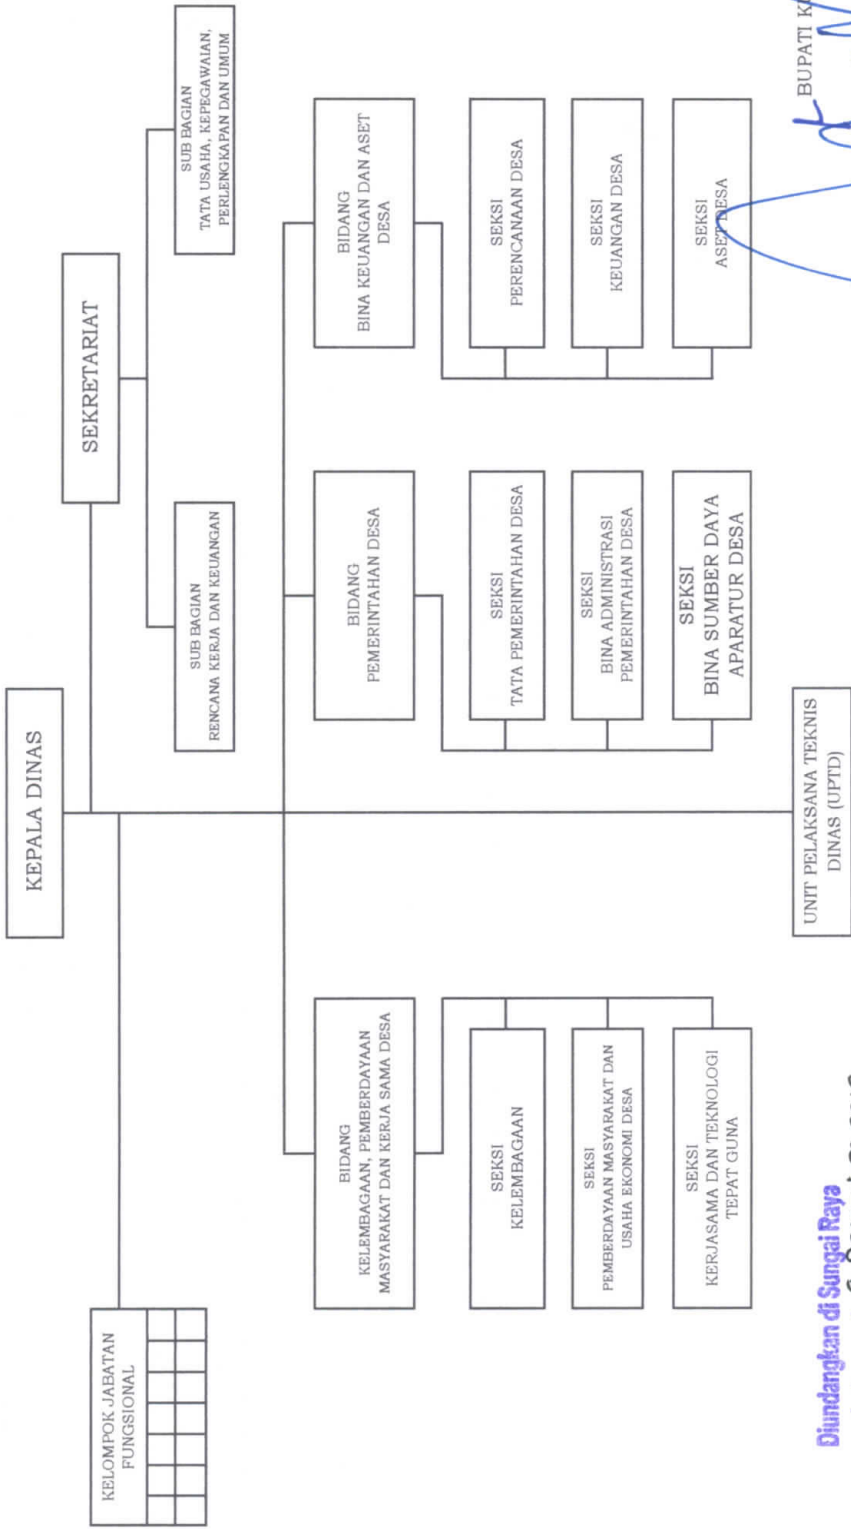 KEPALA DINAS
KELOMPOK JABATAN
FUNGSIONAL
SEKRETARIAT
SUB BAGIAN
RENCANA KERJA DAN KEUANGAN
SUB BAGIAN
TATA USAHA, KEPEGAWAIAN,
PERLENGKAPAN DAN UMUM
BIDANG
KELEMBAGAAN, PEMBERDAYAAN
MASYARAKAT DAN KERJA SAMA DESA
SEKSI
KELEMBAGAAN
SEKSI
PEMBERDAYAAN MASYARAKAT DAN
USAHA EKONOMI DESA
SEKSI
KERJASAMA DAN TEKNOLOGI
TEPAT GUNA
BIDANG
PEMERINTAHAN DESA
SEKSI
TATA PEMERINTAHAN DESA
SEKSI
BINA ADMINISTRASI
PEMERINTAHAN DESA
SEKSI
BINA SUMBER DAYA
APARATUR DESA
BIDANG
BINA KEUANGAN DAN ASET
DESA
SEKSI
PERENCANAAN DESA
SEKSI
KEUANGAN DESA
SEKSI
ASET DESA
UNIT PELAKSANA TEKNIS
DINAS (UPTD)
Diundangkan di Sungai Raya
BUPATI